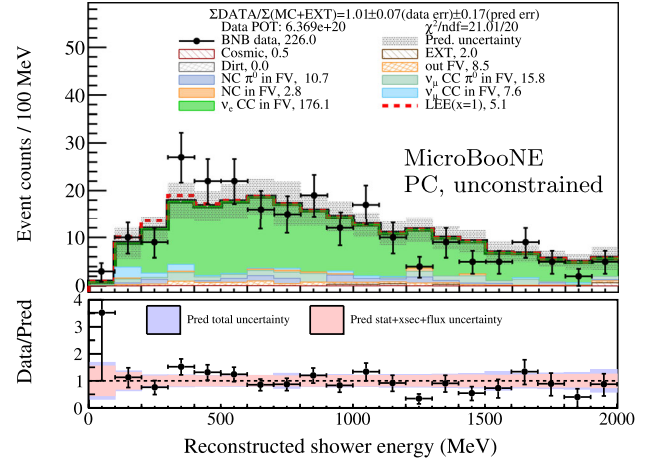 ΣDATA/Σ(MC+EXT)=1.01±0.07(data err)±0.17(pred err)
Data POT: 6.369e+20 χ²/ndf=21.01/20
BNB data, 226.0 Pred. uncertainty
Cosmic, 0.5 EXT, 2.0
Dirt, 0.0 out FV, 8.5
NC π⁰ in FV, 10.7 νμ CC π⁰ in FV, 15.8
NC in FV, 2.8 νμ CC in FV, 7.6
νe CC in FV, 176.1 LEE(x=1), 5.1
MicroBooNE
PC, unconstrained
Event counts / 100 MeV
50
40
30
20
10
0
Pred total uncertainty Pred stat+xsec+flux uncertainty
Data/Pred
4
3
2
1
0
0 500 1000 1500 2000
Reconstructed shower energy (MeV)